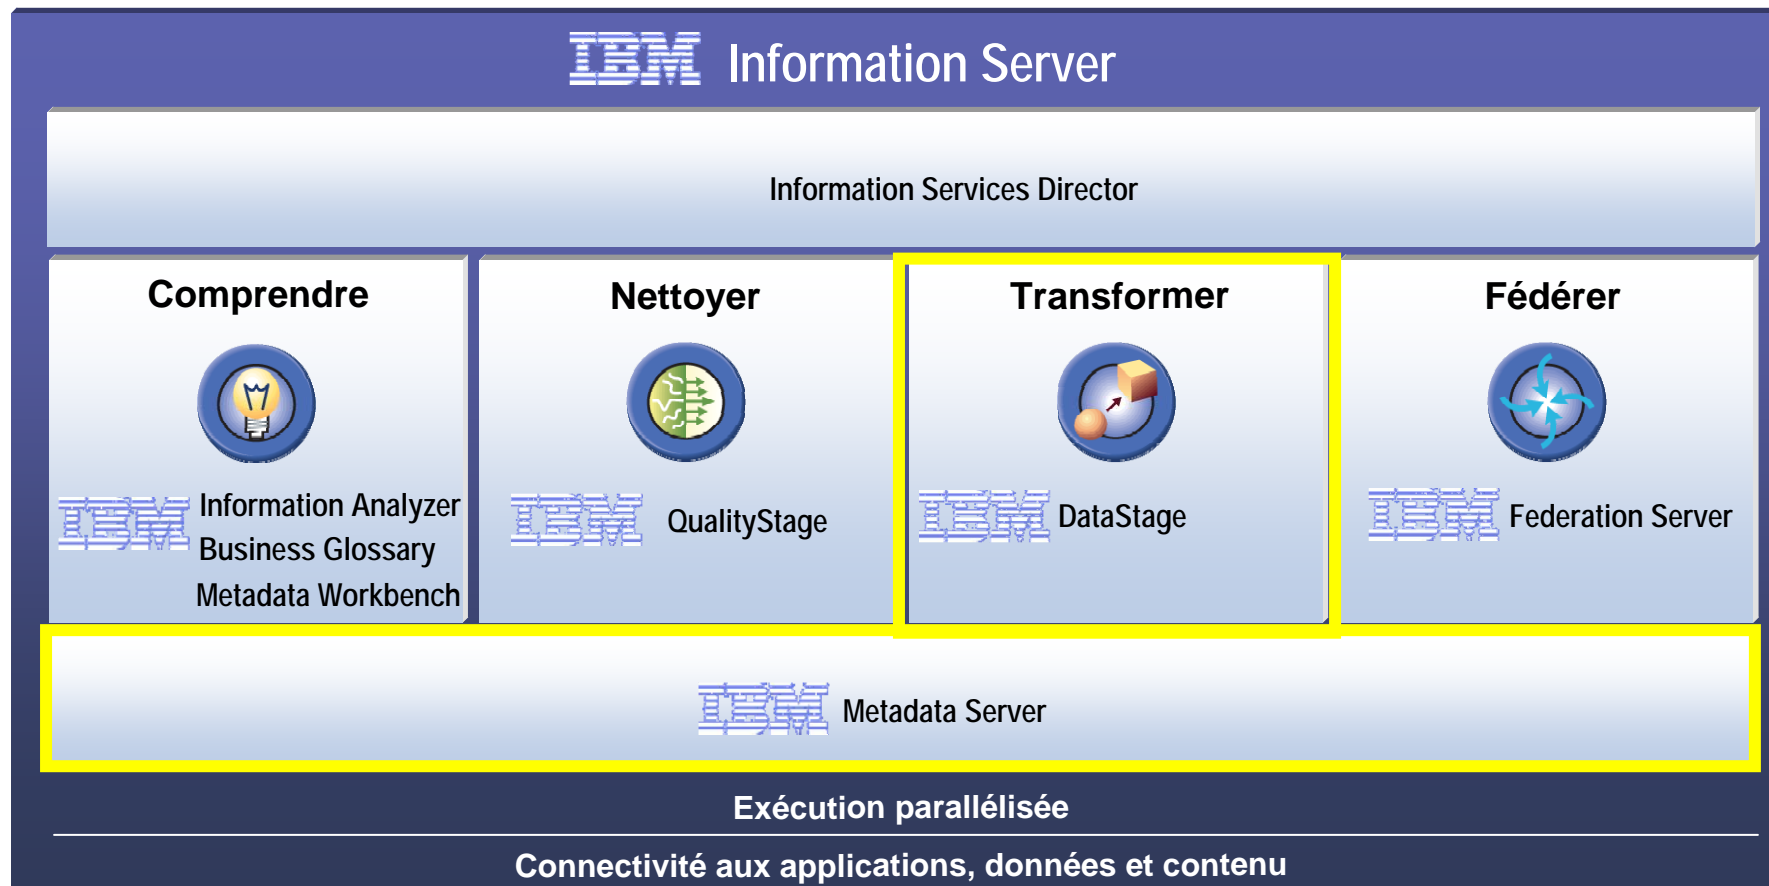 IBM Information Server
Information Services Director
Comprendre
IBM Information Analyzer
Business Glossary
Metadata Workbench
Nettoyer
IBM QualityStage
Transformer
IBM DataStage
Fédérer
IBM Federation Server
IBM Metadata Server
Exécution parallélisée
Connectivité aux applications, données et contenu